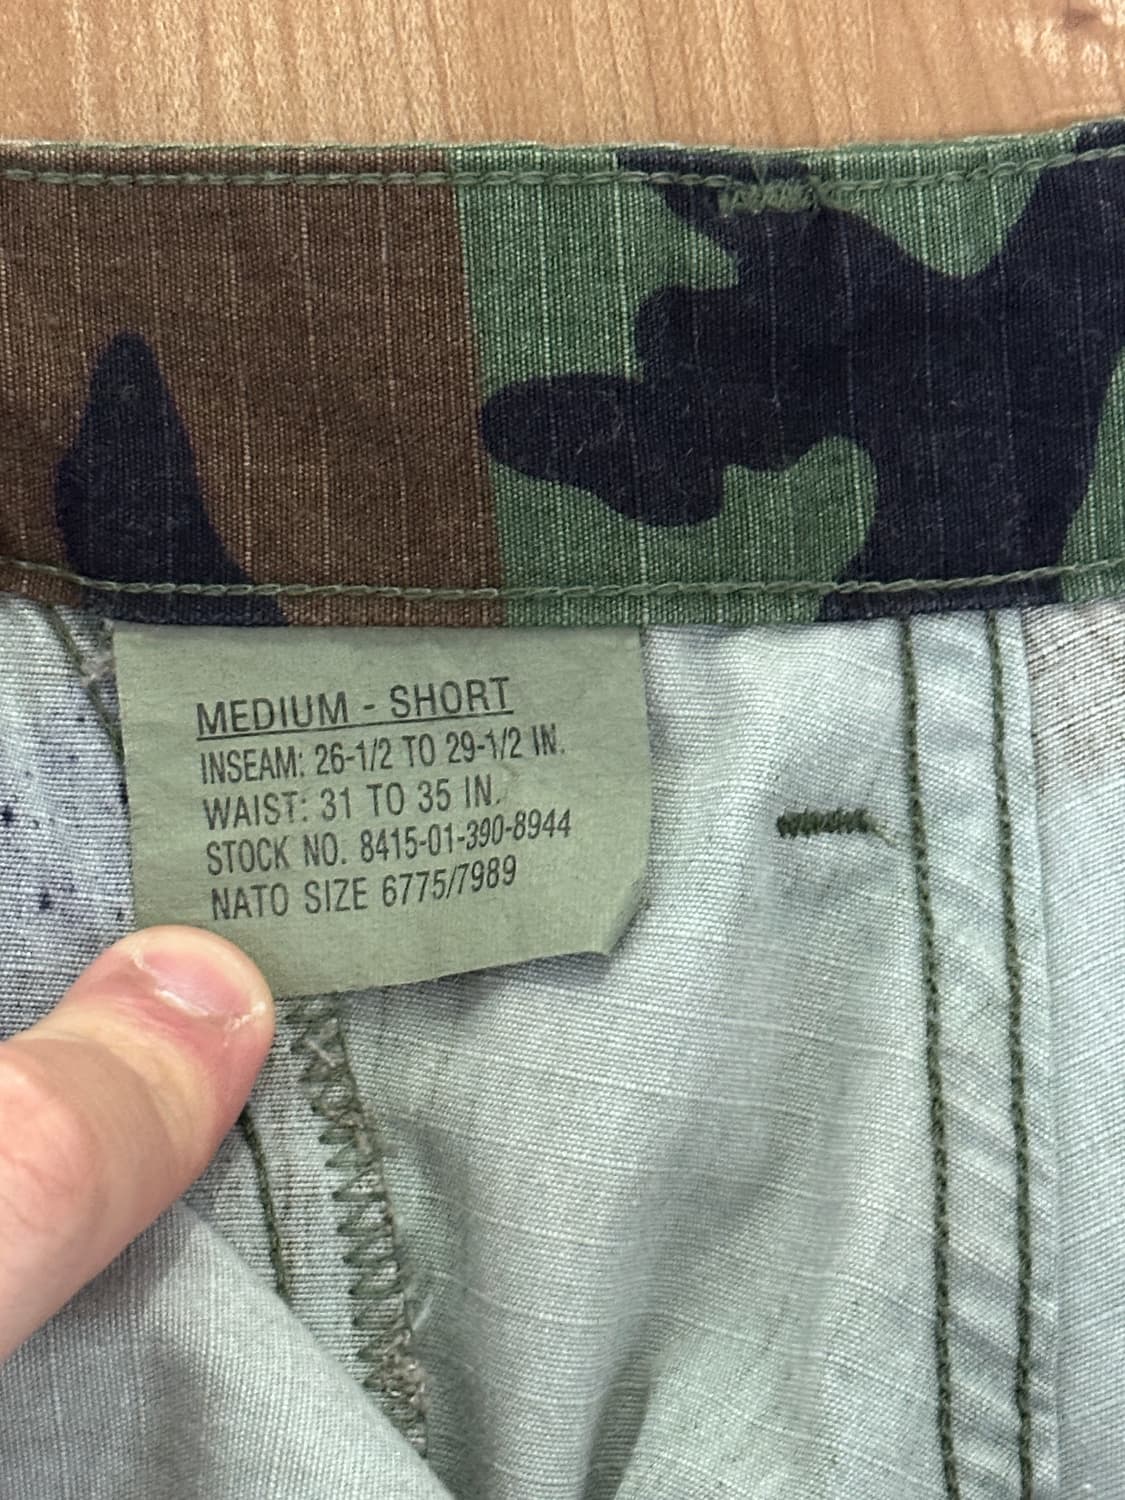 MEDIUM - SHORT
INSEAM: 26-1/2 TO 29-1/2 IN.
WAIST: 31 TO 35 IN.
STOCK NO. 8415-01-390-8944
NATO SIZE 6775/7989